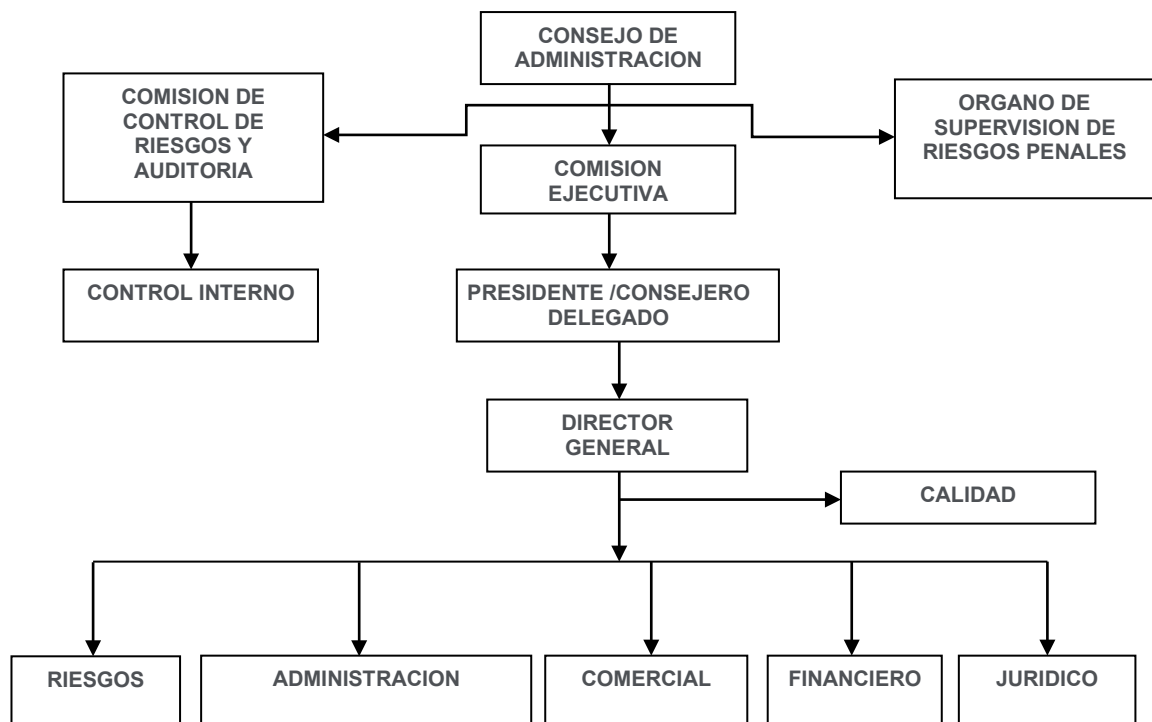 CONSEJO DE
ADMINISTRACION
COMISION DE
CONTROL DE
RIESGOS Y
AUDITORIA
ORGANO DE
SUPERVISION DE
RIESGOS PENALES
COMISION
EJECUTIVA
CONTROL INTERNO
PRESIDENTE /CONSEJERO
DELEGADO
DIRECTOR
GENERAL
CALIDAD
RIESGOS
ADMINISTRACION
COMERCIAL
FINANCIERO
JURIDICO